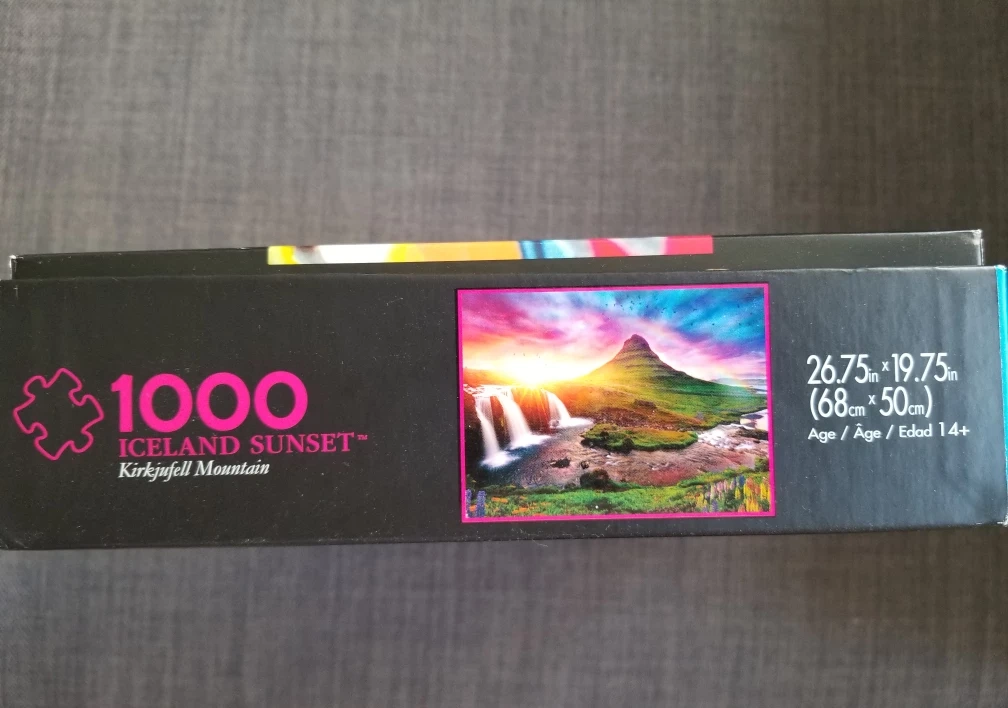 1000
ICELAND SUNSET™
Kirkjufell Mountain
26.75in x 19.75in
(68cm x 50cm)
Age / Âge / Edad 14+